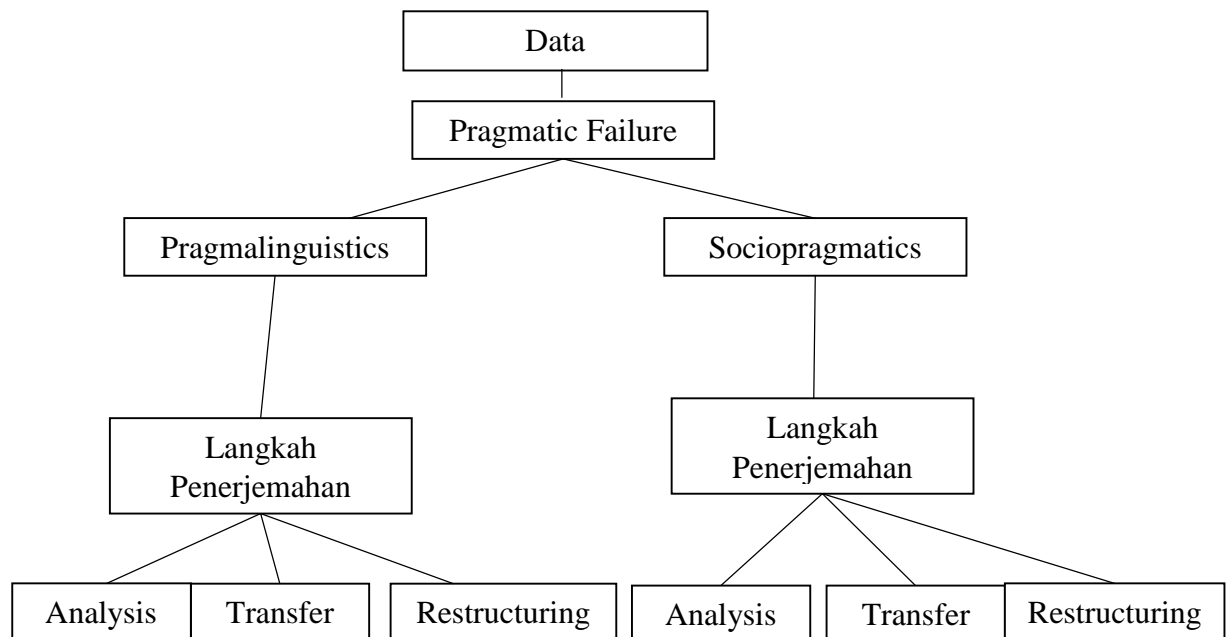 Data
Pragmatic Failure
Pragmalinguistics
Sociopragmatics
Langkah
Penerjemahan
Langkah
Penerjemahan
Analysis
Transfer
Restructuring
Analysis
Transfer
Restructuring